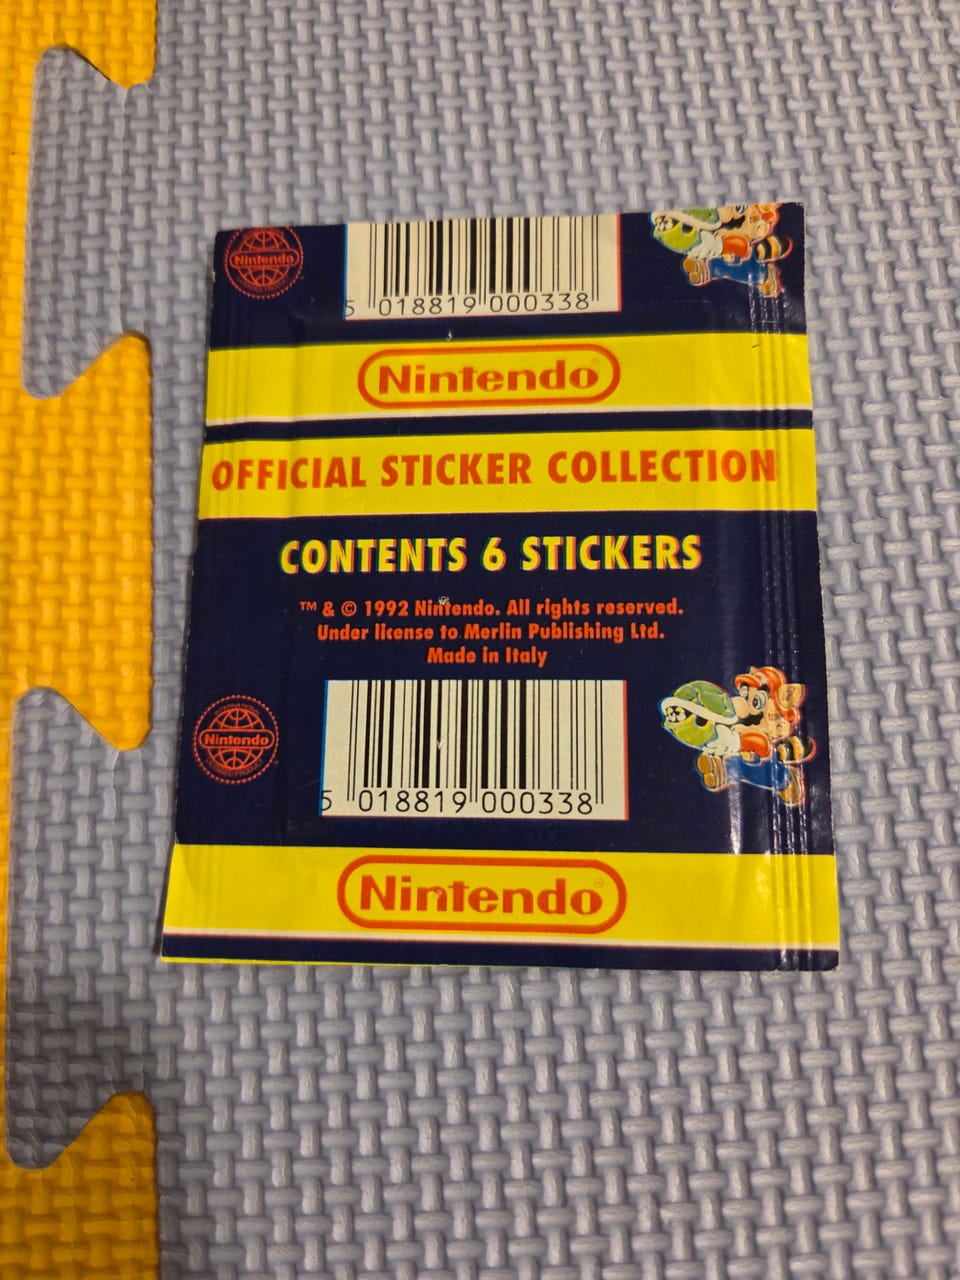 Nintendo
5 018819 000338
Nintendo®
OFFICIAL STICKER COLLECTION
CONTENTS 6 STICKERS
™ & © 1992 Nintendo. All rights reserved.
Under license to Merlin Publishing Ltd.
Made in Italy
Nintendo
5 018819 000338
Nintendo®